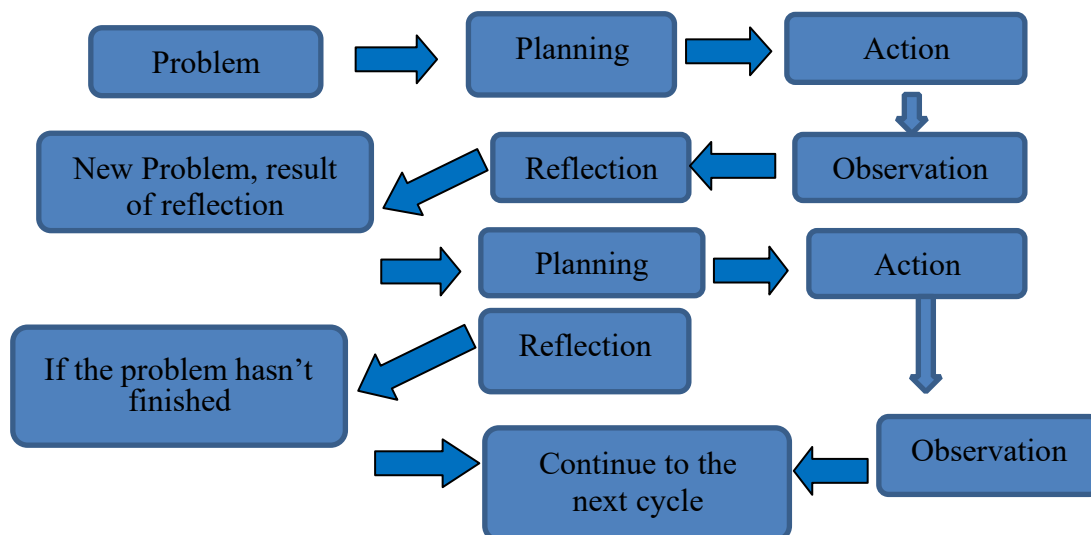 Problem
Planning
Action
New Problem, result
of reflection
Reflection
Observation
Planning
Action
If the problem hasn’t
finished
Reflection
Continue to the
next cycle
Observation